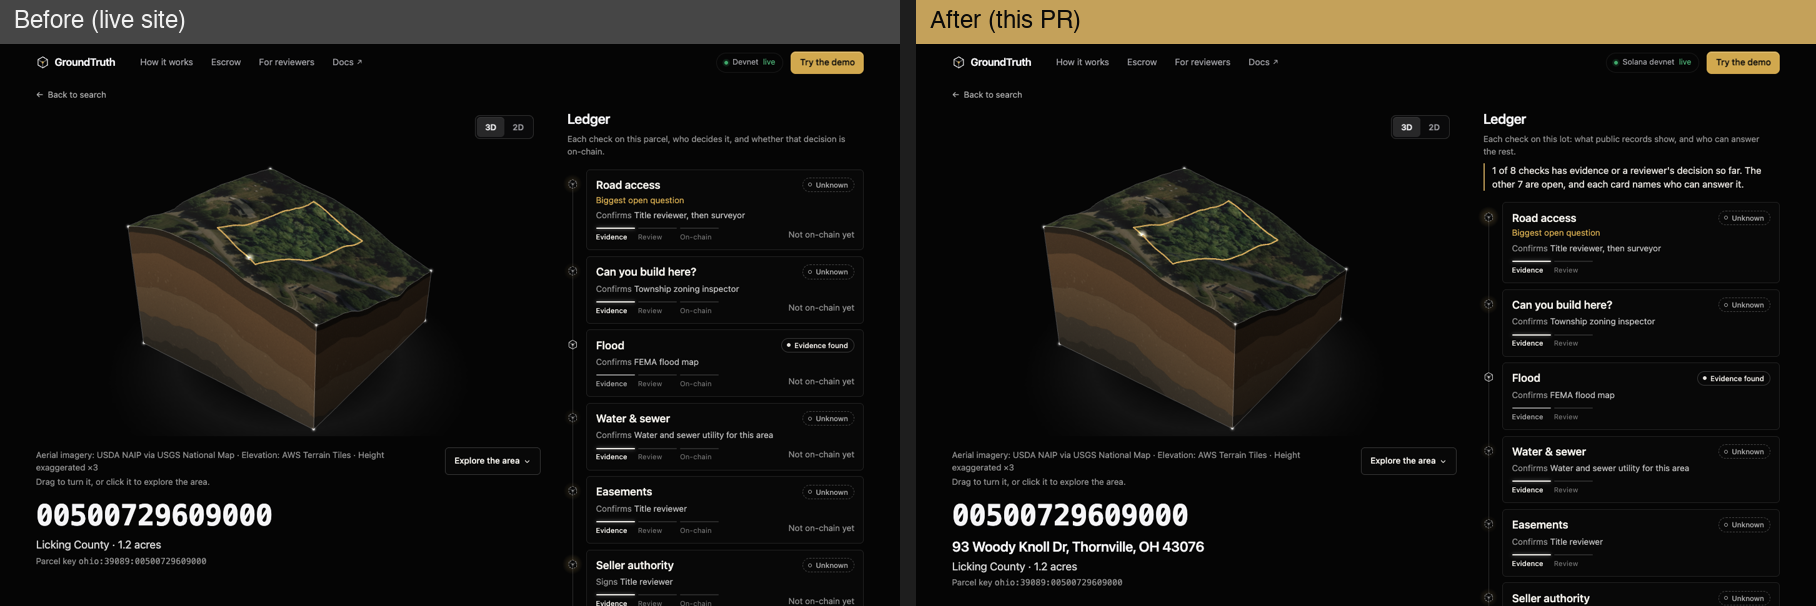 Before (live site)
GroundTruth
How it works
Escrow
For reviewers
Docs ↗
Devnet live
Try the demo
← Back to search
3D
2D
Aerial imagery: USDA NAIP via USGS National Map · Elevation: AWS Terrain Tiles · Height
exaggerated ×3
Drag to turn it, or click it to explore the area.
Explore the area
00500729609000
Licking County · 1.2 acres
Parcel key ohio:39089:00500729609000
Ledger
Each check on this parcel, who decides it, and whether that decision is
on-chain.
Road access
Unknown
Biggest open question
Confirms Title reviewer, then surveyor
Evidence
Review
On-chain
Not on-chain yet
Can you build here?
Unknown
Confirms Township zoning inspector
Evidence
Review
On-chain
Not on-chain yet
Flood
Evidence found
Confirms FEMA flood map
Evidence
Review
On-chain
Not on-chain yet
Water & sewer
Unknown
Confirms Water and sewer utility for this area
Evidence
Review
On-chain
Not on-chain yet
Easements
Unknown
Confirms Title reviewer
Evidence
Review
On-chain
Not on-chain yet
Seller authority
Unknown
Signs Title reviewer
Evidence
Review
On-chain
Not on-chain yet
After (this PR)
GroundTruth
How it works
Escrow
For reviewers
Docs ↗
Solana devnet live
Try the demo
← Back to search
3D
2D
Aerial imagery: USDA NAIP via USGS National Map · Elevation: AWS Terrain Tiles · Height
exaggerated ×3
Drag to turn it, or click it to explore the area.
Explore the area
00500729609000
93 Woody Knoll Dr, Thornville, OH 43076
Licking County · 1.2 acres
Parcel key ohio:39089:00500729609000
Ledger
Each check on this lot: what public records show, and who can answer
the rest.
1 of 8 checks has evidence or a reviewer's decision so far. The
other 7 are open, and each card names who can answer it.
Road access
Unknown
Biggest open question
Confirms Title reviewer, then surveyor
Evidence
Review
Can you build here?
Unknown
Confirms Township zoning inspector
Evidence
Review
Flood
Evidence found
Confirms FEMA flood map
Evidence
Review
Water & sewer
Unknown
Confirms Water and sewer utility for this area
Evidence
Review
Easements
Unknown
Confirms Title reviewer
Evidence
Review
Seller authority
Unknown